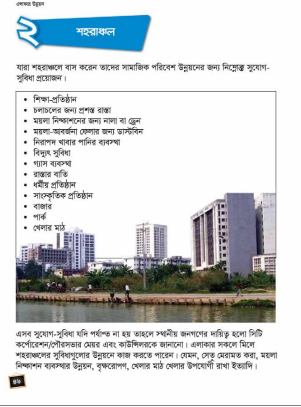 এলাকার উন্নয়ন
২ শহরাঞ্চল
যারা শহরাঞ্চলে বাস করেন তাদের সামাজিক পরিবেশ উন্নয়নের জন্য নিম্নোক্ত সুযোগ-
সুবিধা প্রয়োজন।
• শিক্ষা-প্রতিষ্ঠান
• চলাচলের জন্য প্রশস্ত রাস্তা
• ময়লা নিষ্কাশনের জন্য নালা বা ড্রেন
• ময়লা-আবর্জনা ফেলার জন্য ডাস্টবিন
• নিরাপদ খাবার পানির ব্যবস্থা
• বিদ্যুৎ সুবিধা
• গ্যাস ব্যবস্থা
• রাস্তার বাতি
• ধর্মীয় প্রতিষ্ঠান
• সাংস্কৃতিক প্রতিষ্ঠান
• বাজার
• পার্ক
• খেলার মাঠ
এসব সুযোগ-সুবিধা যদি পর্যাপ্ত না হয় তাহলে স্থানীয় জনগণের দায়িত্ব হলো সিটি
কর্পোরেশন/পৌরসভার মেয়র এবং কাউন্সিলরকে জানানো। এলাকার সকলে মিলে
শহরাঞ্চলের সুবিধাগুলোর উন্নয়নে কাজ করতে পারেন। যেমন, সেতু মেরামত করা, ময়লা
নিষ্কাশন ব্যবস্থার উন্নয়ন, বৃক্ষরোপণ, খেলার মাঠ খেলার উপযোগী রাখা ইত্যাদি।